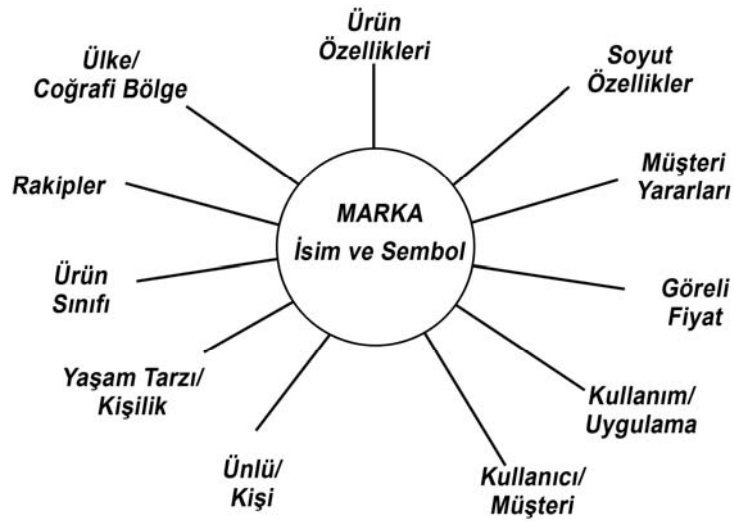 Ürün
Özellikleri
Soyut
Özellikler
Müşteri
Yararları
Göreli
Fiyat
Kullanım/
Uygulama
Kullanıcı/
Müşteri
Ünlü/
Kişi
Yaşam Tarzı/
Kişilik
Ürün
Sınıfı
Rakipler
Ülke/
Coğrafi Bölge
MARKA
İsim ve Sembol